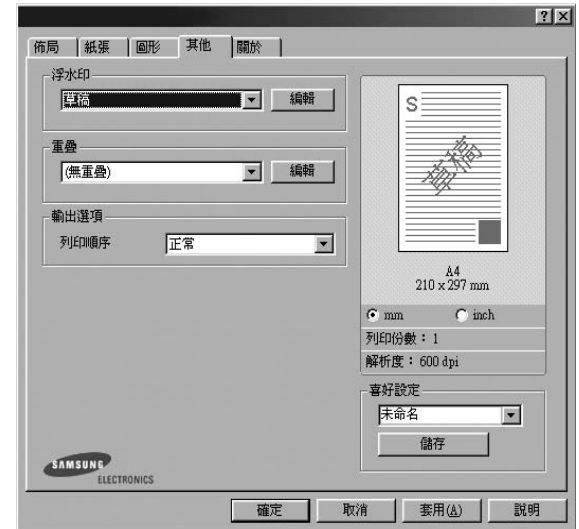 佈局 紙張 圖形 其他 關於
浮水印
草稿 編輯
重疊
(無重疊) 編輯
輸出選項
列印順序 正常
S
草稿
A4
210 x 297 mm
mm inch
列印份數：1
解析度：600 dpi
喜好設定
未命名
儲存
SAMSUNG
ELECTRONICS
確定 取消 套用(A) 説明